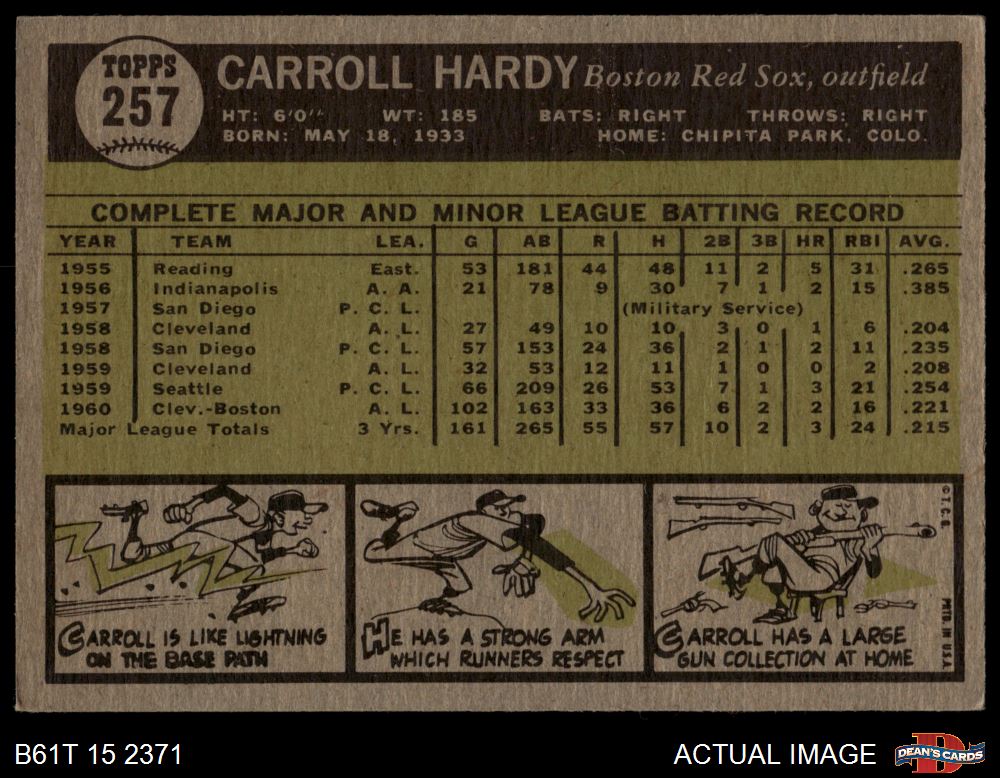 TOPPS
257
CARROLL HARDY Boston Red Sox, outfield
HT: 6'0" WT: 185 BATS: RIGHT THROWS: RIGHT
BORN: MAY 18, 1933 HOME: CHIPITA PARK, COLO.
COMPLETE MAJOR AND MINOR LEAGUE BATTING RECORD
YEAR TEAM LEA. G AB R H 2B 3B HR RBI AVG.
1955 Reading East. 53 181 44 48 11 2 5 31 .265
1956 Indianapolis A. A. 21 78 9 30 7 1 2 15 .385
1957 San Diego P. C. L. (Military Service)
1958 Cleveland A. L. 27 49 10 10 3 0 1 6 .204
1958 San Diego P. C. L. 57 153 24 36 2 1 2 11 .235
1959 Cleveland A. L. 32 53 12 11 1 0 0 2 .208
1959 Seattle P. C. L. 66 209 26 53 7 1 3 21 .254
1960 Clev.-Boston A. L. 102 163 33 36 6 2 2 16 .221
Major League Totals 3 Yrs. 161 265 55 57 10 2 3 24 .215
CARROLL IS LIKE LIGHTNING
ON THE BASE PATH
HE HAS A STRONG ARM
WHICH RUNNERS RESPECT
CARROLL HAS A LARGE
GUN COLLECTION AT HOME
© T.C.G.
PRTD. IN U.S.A.
B61T 15 2371
ACTUAL IMAGE
DEAN'S CARDS